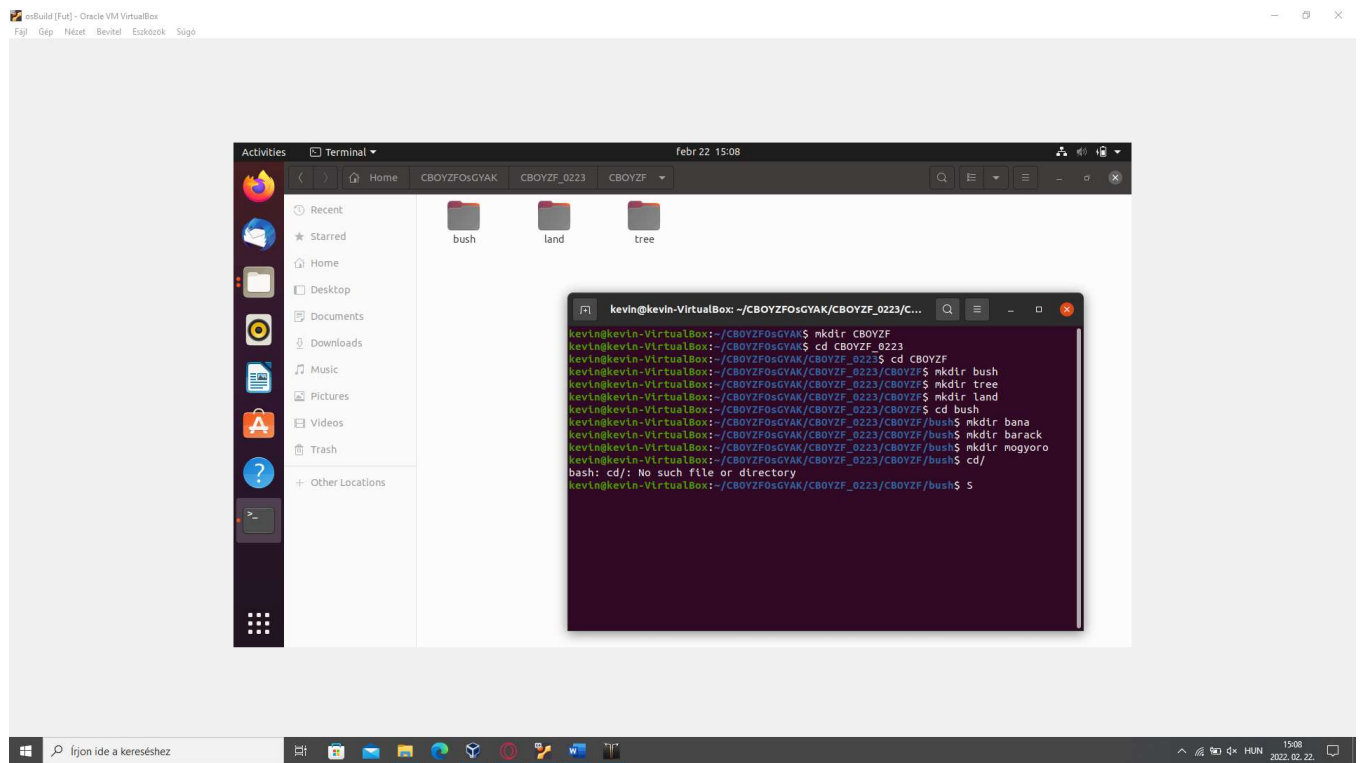 osBuild [Fut] - Oracle VM VirtualBox
Fájl Gép Nézet Bevitel Eszközök Súgó
Activities Terminal febr 22 15:08
Home CBOYZFOsGYAK CBOYZF_0223 CBOYZF
Recent
Starred
Home
Desktop
Documents
Downloads
Music
Pictures
Videos
Trash
+ Other Locations
bush land tree
kevin@kevin-VirtualBox: ~/CBOYZFOsGYAK/CBOYZF_0223/C...
kevin@kevin-VirtualBox:~/CBOYZFOsGYAK$ mkdir CBOYZF
kevin@kevin-VirtualBox:~/CBOYZFOsGYAK$ cd CBOYZF_0223
kevin@kevin-VirtualBox:~/CBOYZFOsGYAK/CBOYZF_0223$ cd CBOYZF
kevin@kevin-VirtualBox:~/CBOYZFOsGYAK/CBOYZF_0223/CBOYZF$ mkdir bush
kevin@kevin-VirtualBox:~/CBOYZFOsGYAK/CBOYZF_0223/CBOYZF$ mkdir tree
kevin@kevin-VirtualBox:~/CBOYZFOsGYAK/CBOYZF_0223/CBOYZF$ mkdir land
kevin@kevin-VirtualBox:~/CBOYZFOsGYAK/CBOYZF_0223/CBOYZF$ cd bush
kevin@kevin-VirtualBox:~/CBOYZFOsGYAK/CBOYZF_0223/CBOYZF/bush$ mkdir bana
kevin@kevin-VirtualBox:~/CBOYZFOsGYAK/CBOYZF_0223/CBOYZF/bush$ mkdir barack
kevin@kevin-VirtualBox:~/CBOYZFOsGYAK/CBOYZF_0223/CBOYZF/bush$ mkdir mogyoro
kevin@kevin-VirtualBox:~/CBOYZFOsGYAK/CBOYZF_0223/CBOYZF/bush$ cd/
bash: cd/: No such file or directory
kevin@kevin-VirtualBox:~/CBOYZFOsGYAK/CBOYZF_0223/CBOYZF/bush$ S
Írjon ide a kereséshez
HUN
15:08
2022. 02. 22.